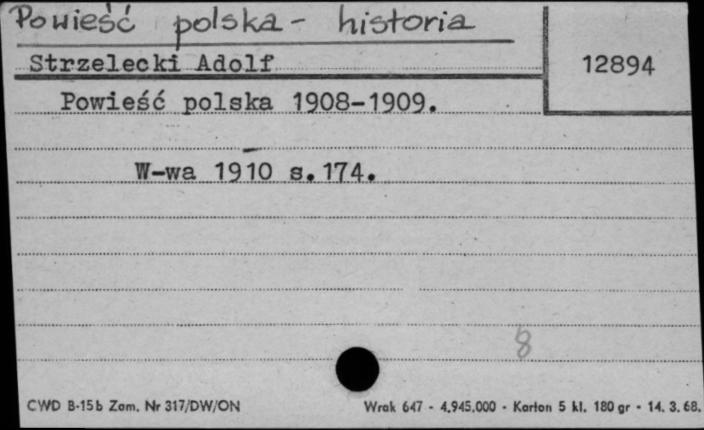 Powieść polska - historia
Strzelecki Adolf
12894
Powieść polska 1908-1909.
W-wa 1910 s.174.
8
CWD B-15b Zam. Nr 317/DW/ON
Wrak 647 - 4.945.000 - Karton 5 kl. 180 gr - 14. 3. 68.